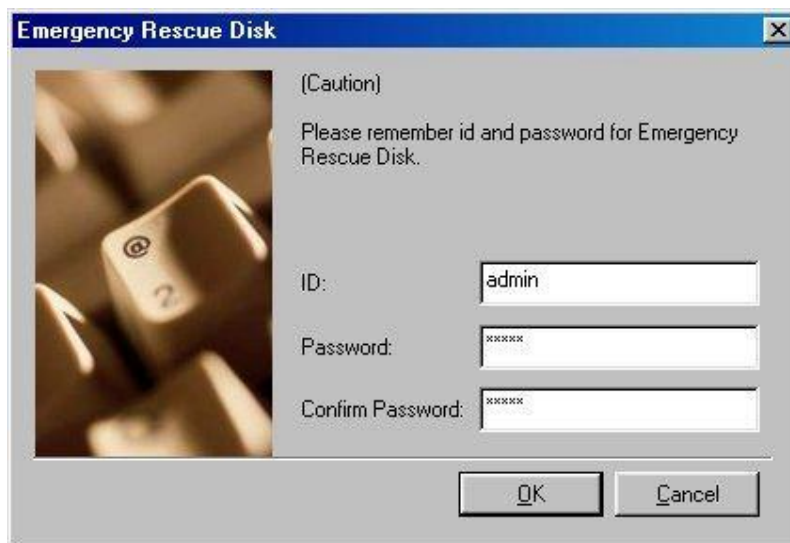 Emergency Rescue Disk
(Caution)
Please remember id and password for Emergency
Rescue Disk.
@
2
ID:
admin
Password:
*****
Confirm Password:
*****
OK
Cancel